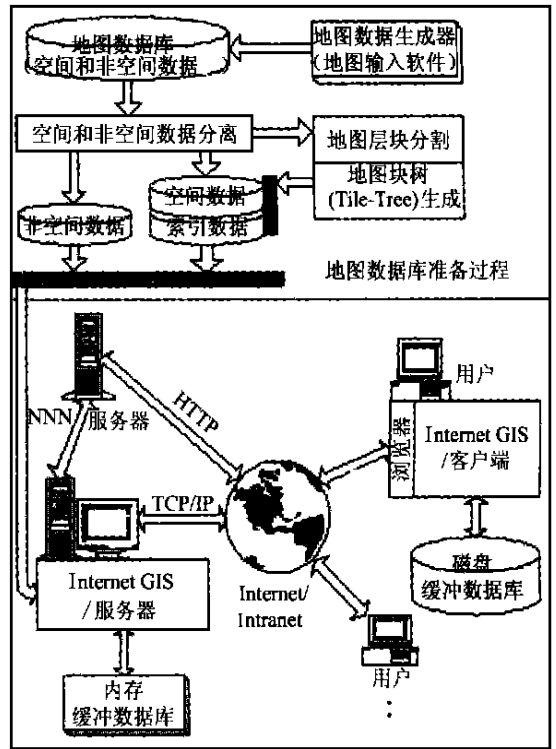 地图数据库
空间和非空间数据
地图数据生成器
(地图输入软件)
空间和非空间数据分离
地图层块分割
地图块树
(Tile-Tree)生成
空间数据
索引数据
非空间数据
地图数据库准备过程
NNN
服务器
HTTP
用户
浏览器
Internet GIS
/客户端
TCP/IP
磁盘
缓冲数据库
Internet GIS
/服务器
Internet/
Intranet
内存
缓冲数据库
用户
⋮